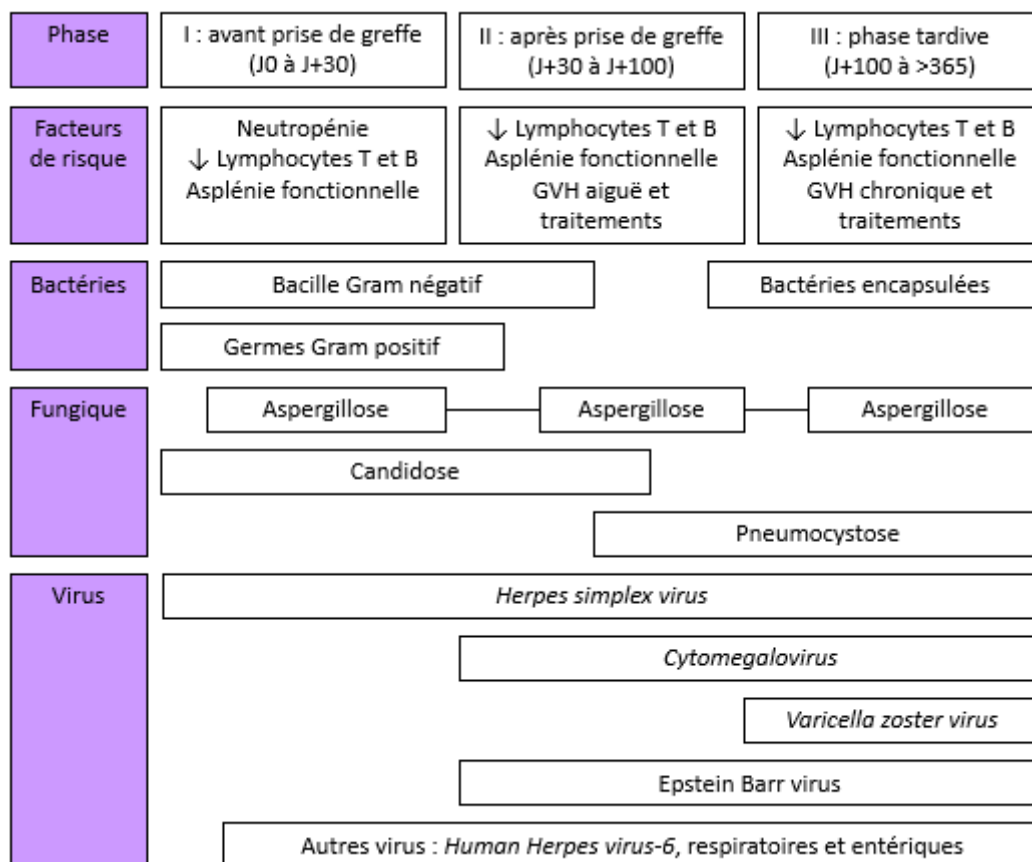 Phase
I : avant prise de greffe
(J0 à J+30)
II : après prise de greffe
(J+30 à J+100)
III : phase tardive
(J+100 à >365)
Facteurs
de risque
Neutropénie
↓ Lymphocytes T et B
Asplénie fonctionnelle
↓ Lymphocytes T et B
Asplénie fonctionnelle
GVH aiguë et
traitements
↓ Lymphocytes T et B
Asplénie fonctionnelle
GVH chronique et
traitements
Bactéries
Bacille Gram négatif
Bactéries encapsulées
Germes Gram positif
Fungique
Aspergillose
Aspergillose
Aspergillose
Candidose
Pneumocystose
Virus
Herpes simplex virus
Cytomegalovirus
Varicella zoster virus
Epstein Barr virus
Autres virus : Human Herpes virus-6, respiratoires et entériques